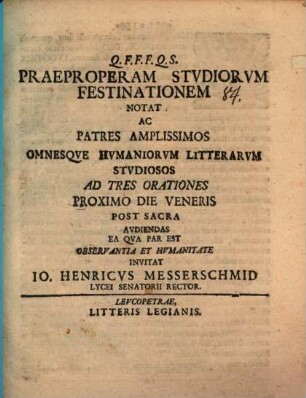 Q. F. F. F. Q. S.
PRAEPROPERAM STVDIORVM
FESTINATIONEM 87.
NOTAT
AC
PATRES AMPLISSIMOS
OMNESQVE HVMANIORVM LITTERARVM
STVDIOSOS
AD TRES ORATIONES
PROXIMO DIE VENERIS
POST SACRA
AVDIENDAS
EA QVA PAR EST
OBSERVANTIA ET HVMANITATE
INVITAT
IO. HENRICVS MESSERSCHMID
LYCEI SENATORII RECTOR.
LEVCOPETRAE,
LITTERIS LEGIANIS.